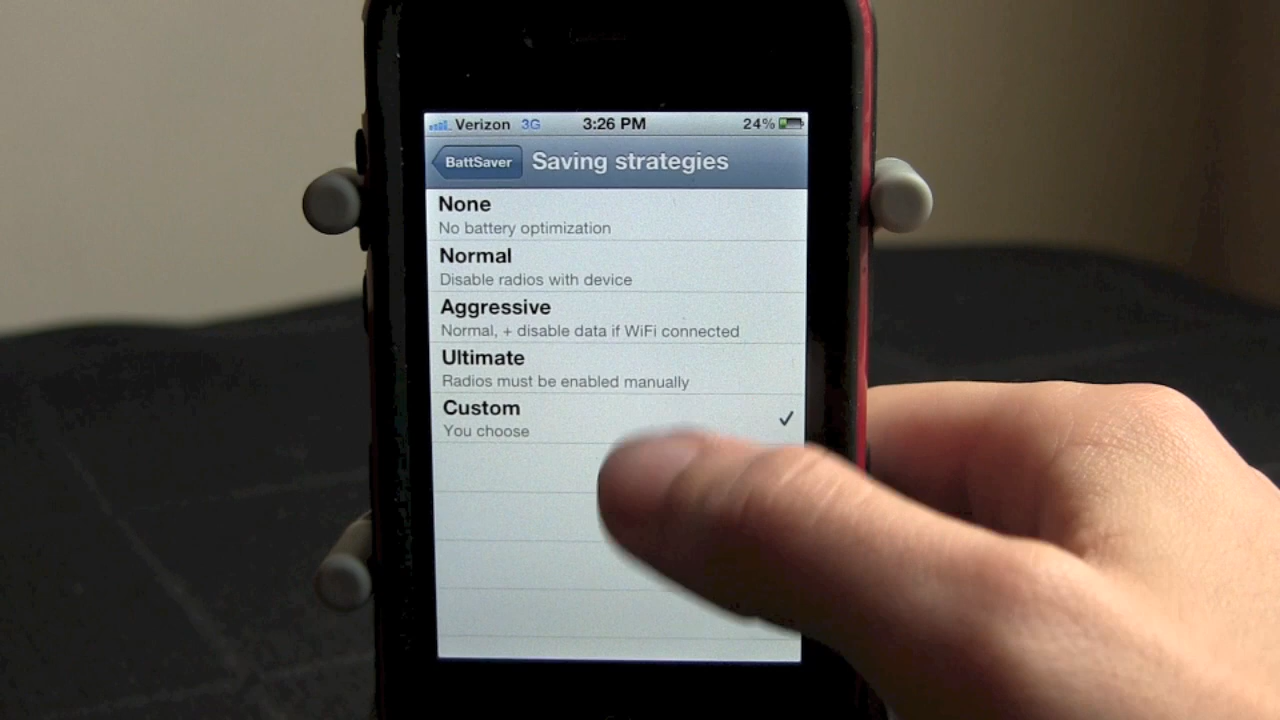 Verizon 3G 3:26 PM 24%
BattSaver Saving strategies
None
No battery optimization
Normal
Disable radios with device
Aggressive
Normal, + disable data if WiFi connected
Ultimate
Radios must be enabled manually
Custom
You choose